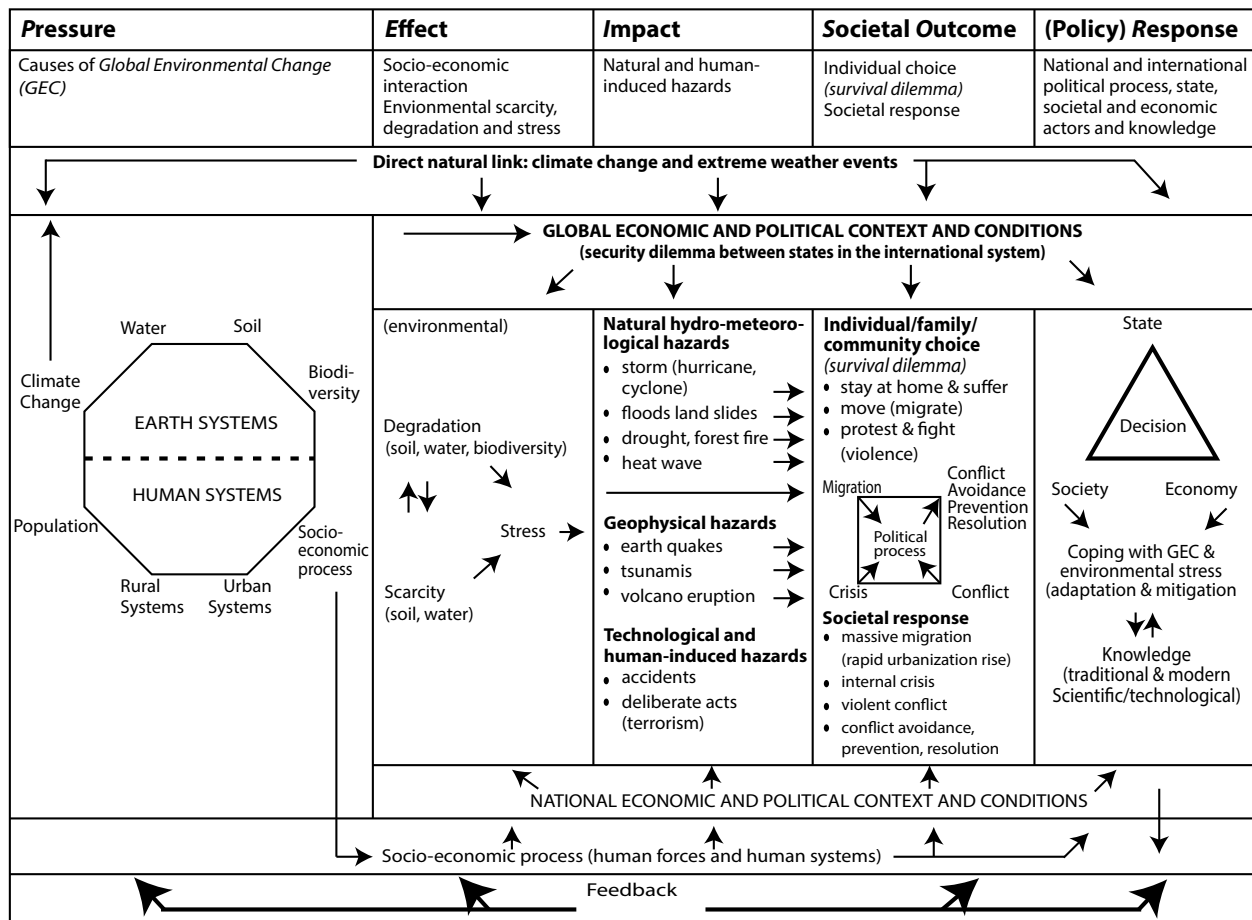 Pressure
Effect
Impact
Societal Outcome
(Policy) Response
Causes of Global Environmental Change
(GEC)
Socio-economic
interaction
Envionmental scarcity,
degradation and stress
Natural and human-
induced hazards
Individual choice
(survival dilemma)
Societal response
National and international
political process, state,
societal and economic
actors and knowledge
Direct natural link: climate change and extreme weather events
GLOBAL ECONOMIC AND POLITICAL CONTEXT AND CONDITIONS
(security dilemma between states in the international system)
Water
Soil
Climate
Change
Biodi-
versity
EARTH SYSTEMS
HUMAN SYSTEMS
Population
Socio-
economic
process
Rural
Systems
Urban
Systems
(environmental)
Degradation
(soil, water, biodiversity)
Stress
Scarcity
(soil, water)
Natural hydro-meteoro-
logical hazards
• storm (hurricane,
cyclone)
• floods land slides
• drought, forest fire
• heat wave
Geophysical hazards
• earth quakes
• tsunamis
• volcano eruption
Technological and
human-induced hazards
• accidents
• deliberate acts
(terrorism)
Individual/family/
community choice
(survival dilemma)
• stay at home & suffer
• move (migrate)
• protest & fight
(violence)
Migration
Conflict
Avoidance
Prevention
Resolution
Political
process
Crisis
Conflict
Societal response
• massive migration
(rapid urbanization rise)
• internal crisis
• violent conflict
• conflict avoidance,
prevention, resolution
State
Decision
Society
Economy
Coping with GEC &
environmental stress
(adaptation & mitigation
Knowledge
(traditional & modern
Scientific/technological)
NATIONAL ECONOMIC AND POLITICAL CONTEXT AND CONDITIONS
Socio-economic process (human forces and human systems)
Feedback